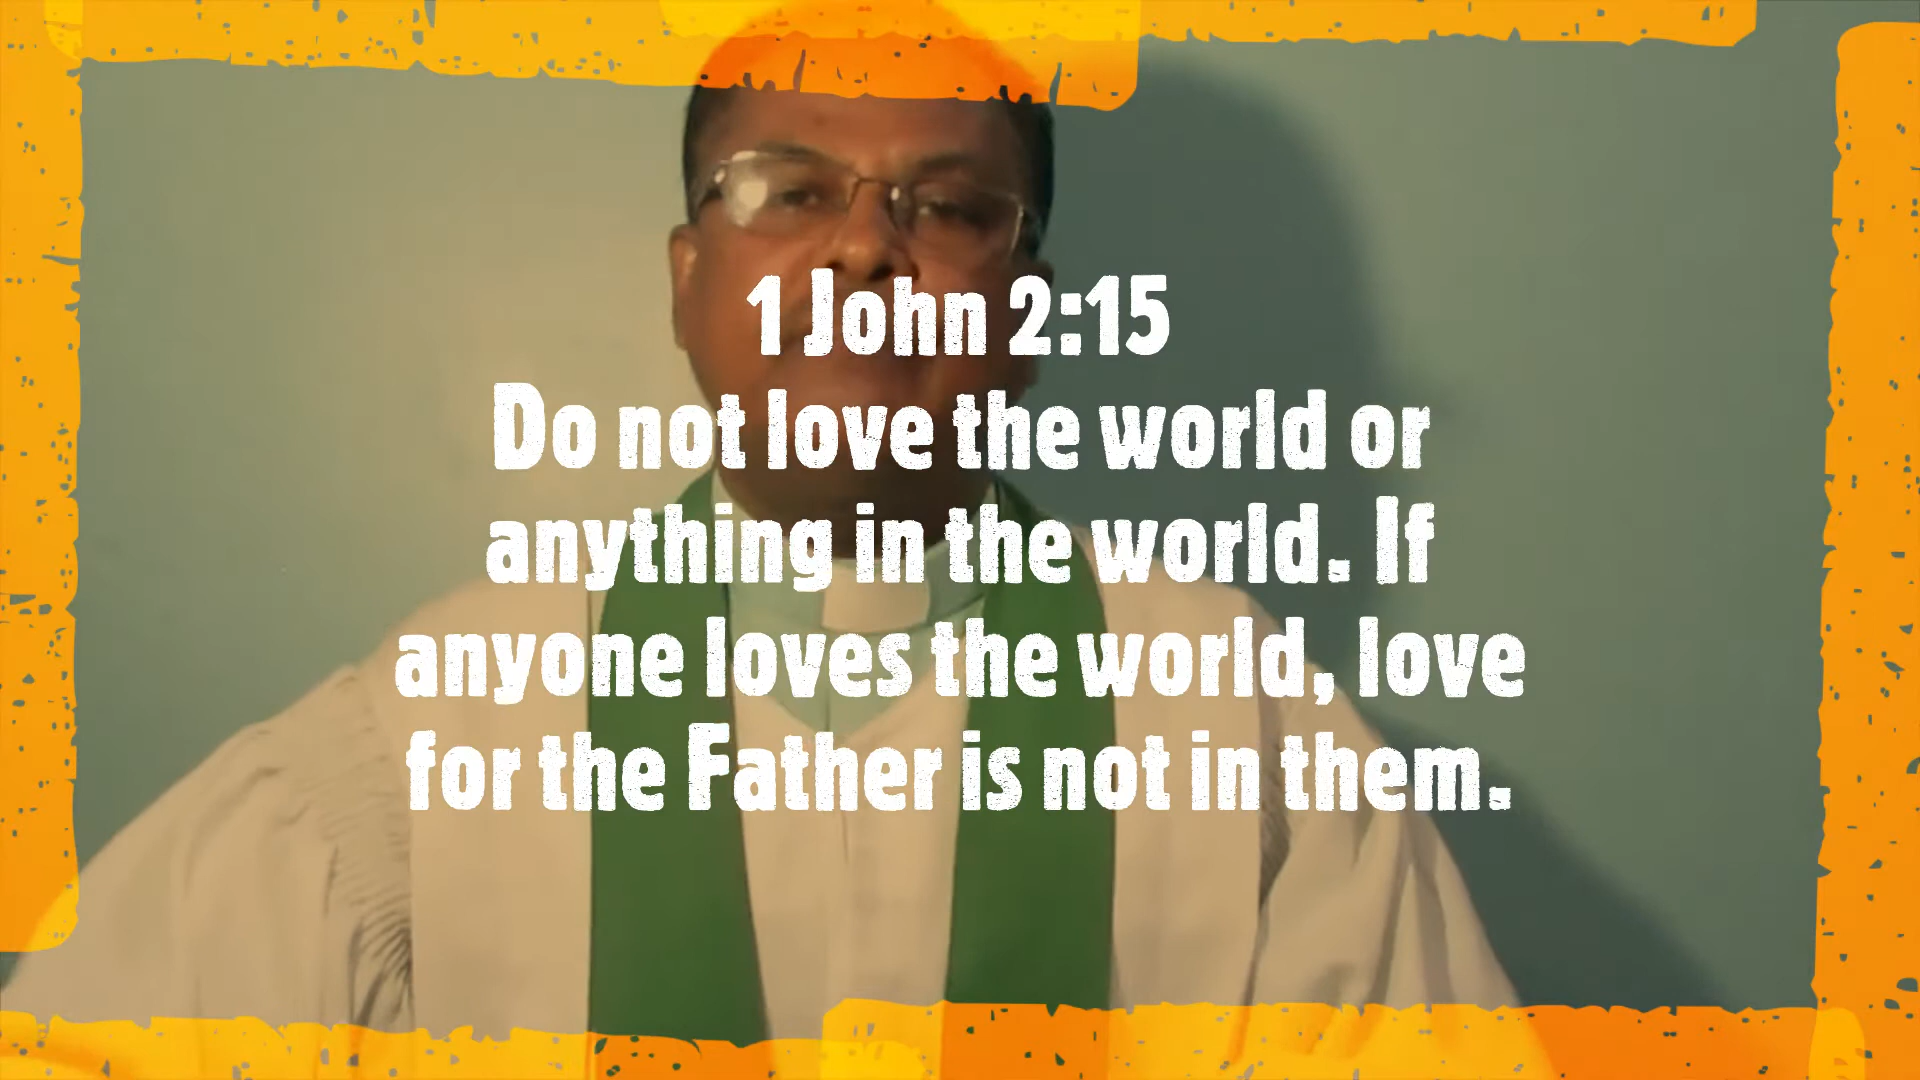 1 John 2:15
Do not love the world or
anything in the world. If
anyone loves the world, love
for the Father is not in them.